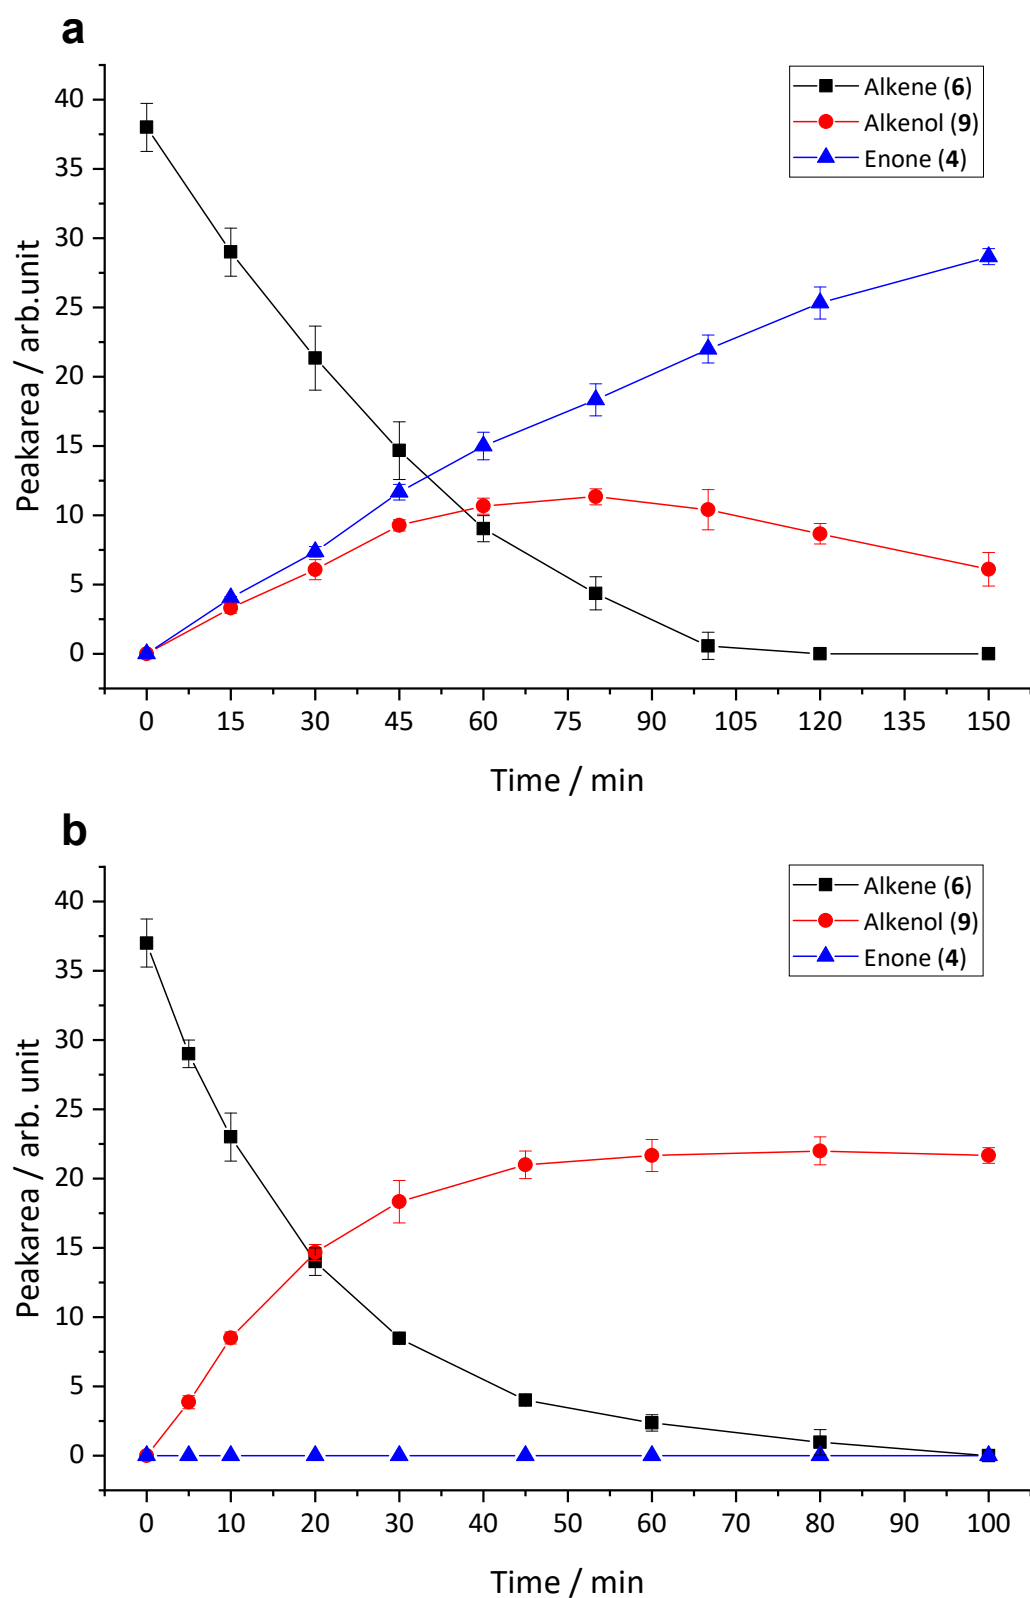 a
Alkene (6)
Alkenol (9)
Enone (4)
40
35
30
25
20
15
10
5
0
Peakarea / arb.unit
0 15 30 45 60 75 90 105 120 135 150
Time / min
b
Alkene (6)
Alkenol (9)
Enone (4)
40
35
30
25
20
15
10
5
0
Peakarea / arb. unit
0 10 20 30 40 50 60 70 80 90 100
Time / min